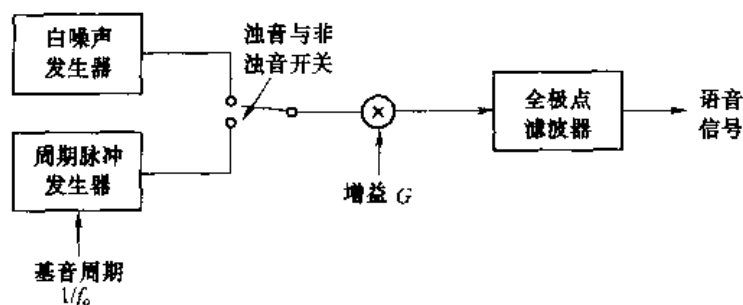 白噪声
发生器
浊音与非
浊音开关
周期脉冲
发生器
基音周期
1/f₀
×
增益 G
全极点
滤波器
语音
信号